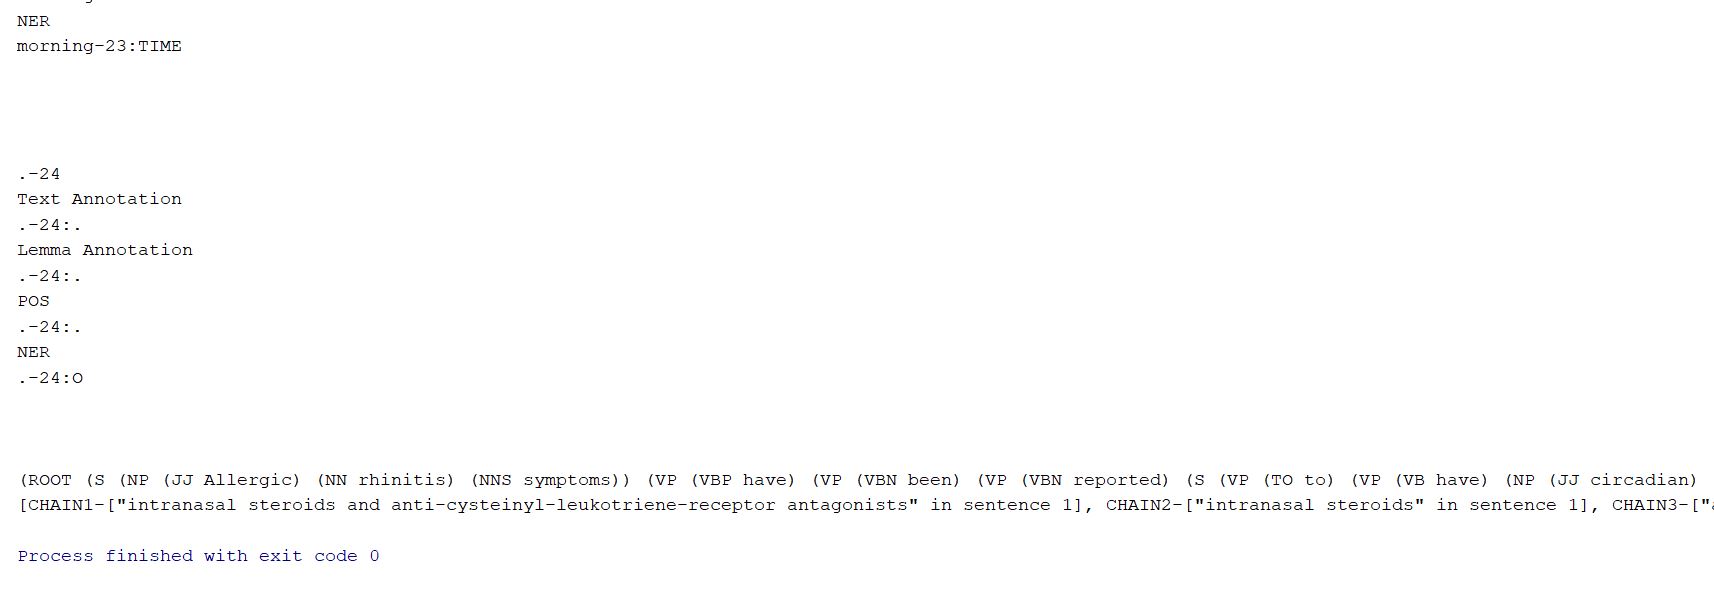 NER
morning-23:TIME
.-24
Text Annotation
.-24:.
Lemma Annotation
.-24:.
POS
.-24:.
NER
.-24:O
(ROOT (S (NP (JJ Allergic) (NN rhinitis) (NNS symptoms)) (VP (VBP have) (VP (VBN been) (VP (VBN reported) (S (VP (TO to) (VP (VB have) (NP (JJ circadian)
[CHAIN1-["intranasal steroids and anti-cysteinyl-leukotriene-receptor antagonists" in sentence 1], CHAIN2-["intranasal steroids" in sentence 1], CHAIN3-["
Process finished with exit code 0